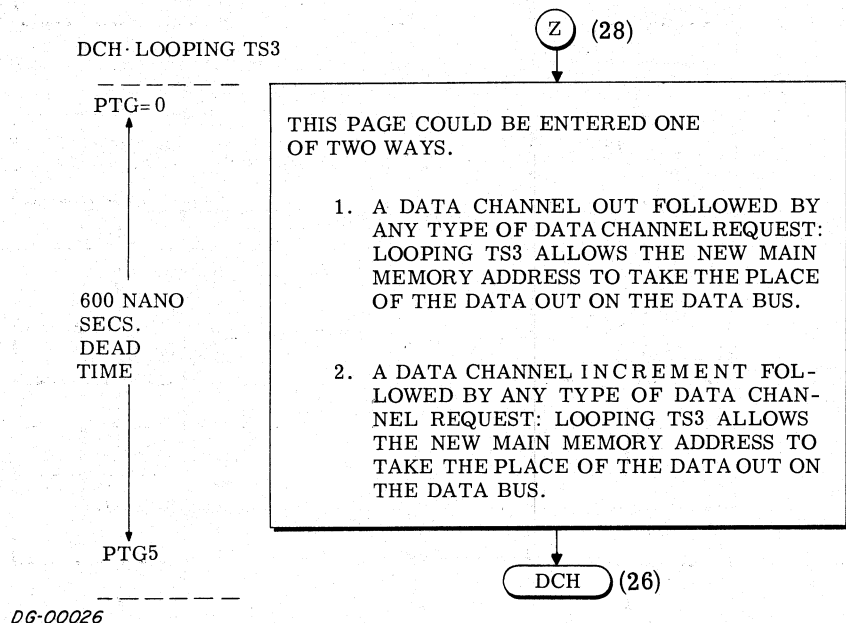 Z (28)
DCH·LOOPING TS3
PTG=0
600 NANO
SECS.
DEAD
TIME
PTG5
THIS PAGE COULD BE ENTERED ONE
OF TWO WAYS.
1. A DATA CHANNEL OUT FOLLOWED BY
ANY TYPE OF DATA CHANNEL REQUEST:
LOOPING TS3 ALLOWS THE NEW MAIN
MEMORY ADDRESS TO TAKE THE PLACE
OF THE DATA OUT ON THE DATA BUS.
2. A DATA CHANNEL INCREMENT FOL-
LOWED BY ANY TYPE OF DATA CHAN-
NEL REQUEST: LOOPING TS3 ALLOWS
THE NEW MAIN MEMORY ADDRESS TO
TAKE THE PLACE OF THE DATA OUT ON
THE DATA BUS.
DCH (26)
DG-00026